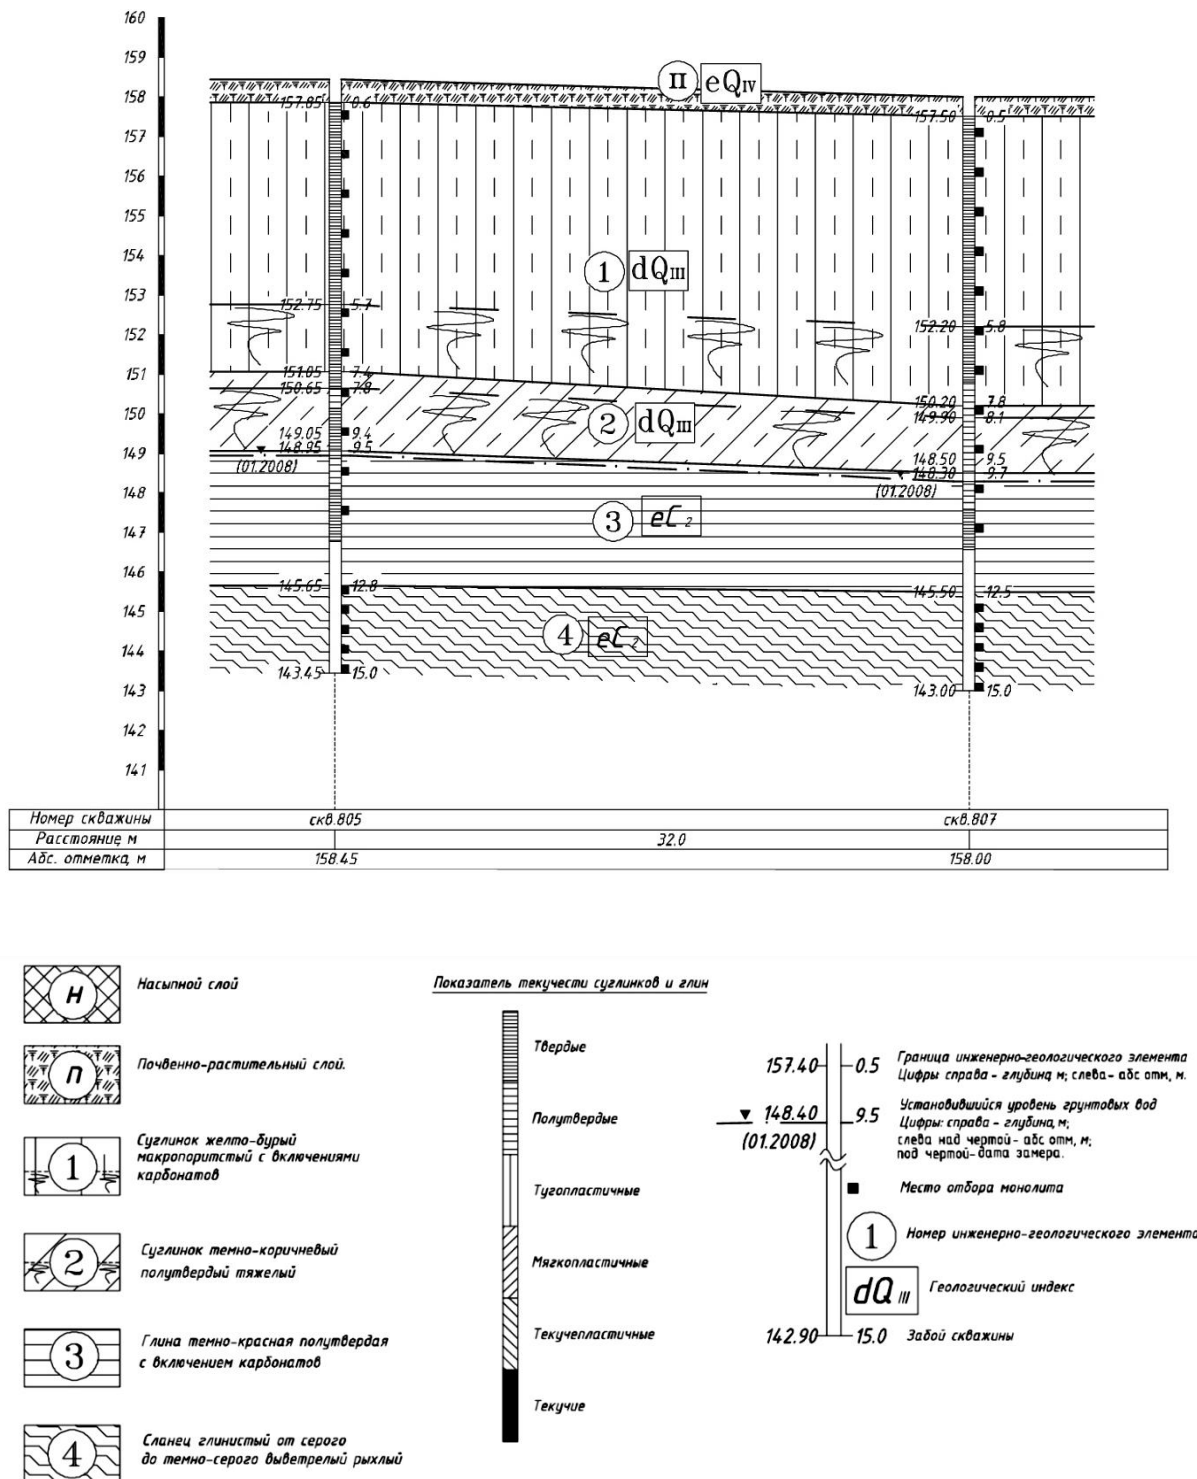 160
159
158
157
156
155
154
153
152
151
150
149
148
147
146
145
144
143
142
141
П eQIV
157.85 0.6
157.50 0.5
1 dQIII
152.75 5.7
152.20 5.8
151.05 7.4
150.65 7.8
150.20 7.8
149.90 8.1
2 dQIII
149.05 9.4
148.95 9.5
(01.2008)
148.50 9.5
148.30 9.7
(01.2008)
3 eC2
145.65 12.8
145.50 12.5
4 eC2
143.45 15.0
143.00 15.0
Номер скважины скв.805 скв.807
Расстояние, м 32.0
Абс. отметка, м 158.45 158.00
Н Насыпной слой
П Почвенно-растительный слой.
1 Суглинок желто-бурый
макропоритстый с включениями
карбонатов
2 Суглинок темно-коричневый
полутвердый тяжелый
3 Глина темно-красная полутвердая
с включением карбонатов
4 Сланец глинистый от серого
до темно-серого выветрелый рыхлый
Показатель текучести суглинков и глин
Твердые
Полутвердые
Тугопластичные
Мягкопластичные
Текучепластичные
Текучие
157.40 0.5 Граница инженерно-геологического элемента
Цифры справа - глубина, м; слева - абс отм, м.
148.40 9.5 Установившийся уровень грунтовых вод
(01.2008) Цифры: справа - глубина, м;
слева над чертой - абс отм, м;
под чертой - дата замера.
Место отбора монолита
1 Номер инженерно-геологического элемента
dQIII Геологический индекс
142.90 15.0 Забой скважины